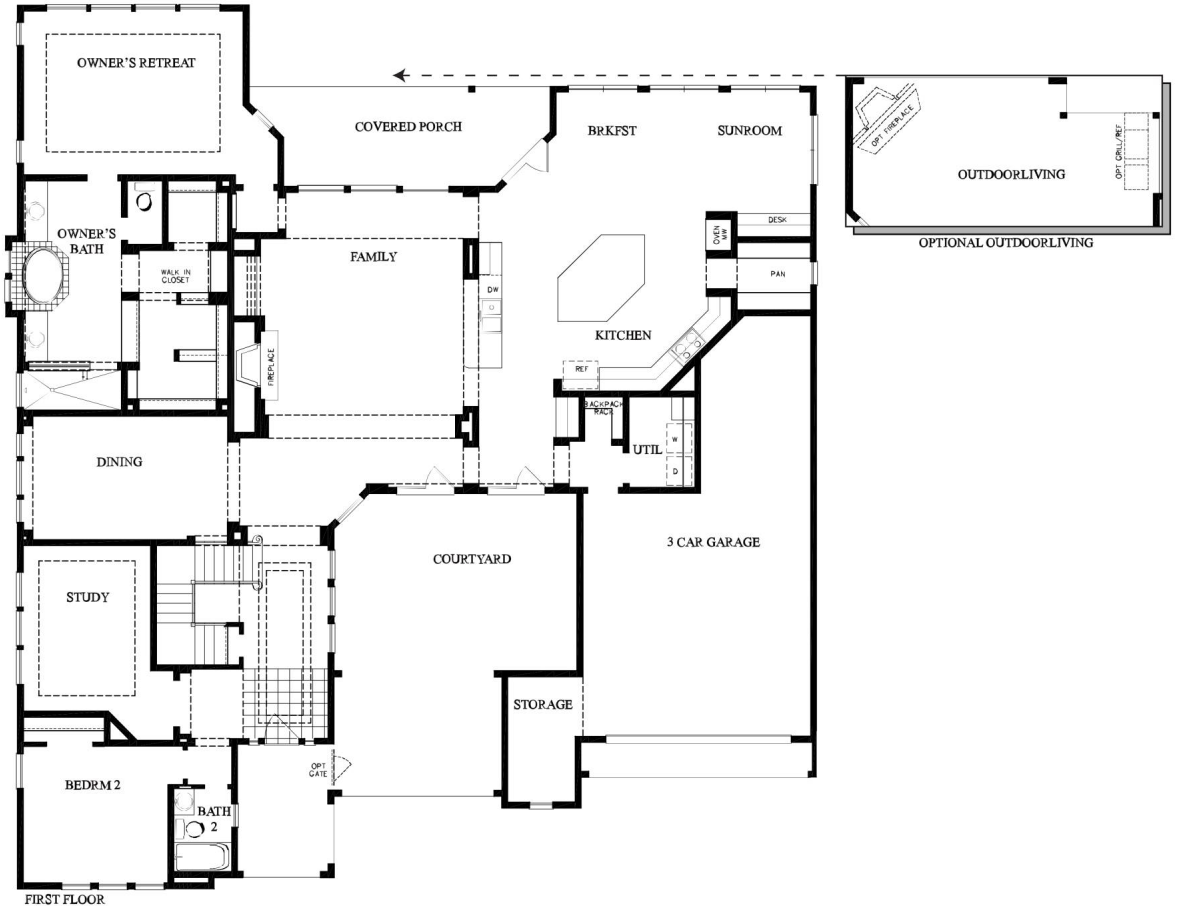 OWNER'S RETREAT
COVERED PORCH
BRKFST
SUNROOM
OPT FIREPLACE
OPT GRILL/REF
OUTDOORLIVING
OPTIONAL OUTDOORLIVING
OWNER'S
BATH
WALK IN
CLOSET
FAMILY
DESK
OVEN
MW
PAN
DW
KITCHEN
REF
FIREPLACE
BACKPACK
RACK
UTIL
W
D
DINING
3 CAR GARAGE
COURTYARD
STUDY
STORAGE
OPT
GATE
BEDRM 2
BATH
2
FIRST FLOOR